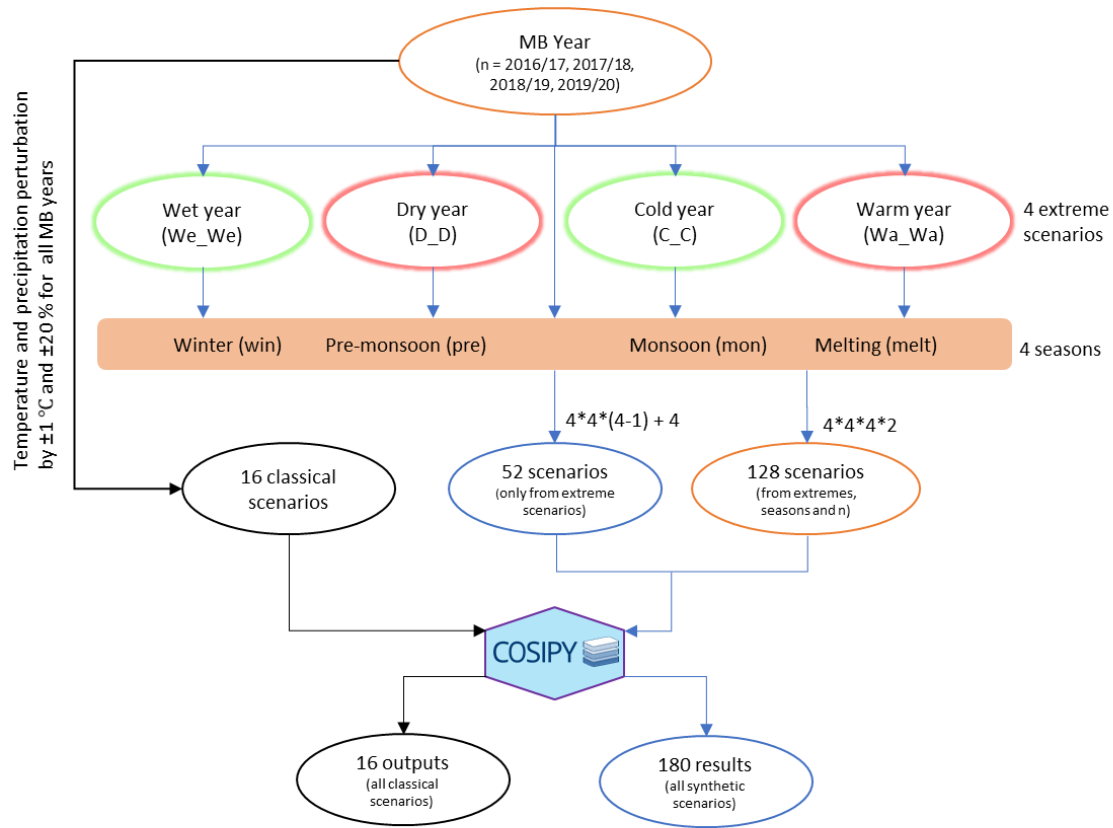 MB Year
(n = 2016/17, 2017/18,
2018/19, 2019/20)
Temperature and precipitation perturbation
by ±1 °C and ±20 % for all MB years
Wet year
(We_We)
Dry year
(D_D)
Cold year
(C_C)
Warm year
(Wa_Wa)
4 extreme
scenarios
Winter (win)
Pre-monsoon (pre)
Monsoon (mon)
Melting (melt)
4 seasons
4*4*(4-1) + 4
4*4*4*2
16 classical
scenarios
52 scenarios
(only from extreme
scenarios)
128 scenarios
(from extremes,
seasons and n)
COSIPY
16 outputs
(all classical
scenarios)
180 results
(all synthetic
scenarios)